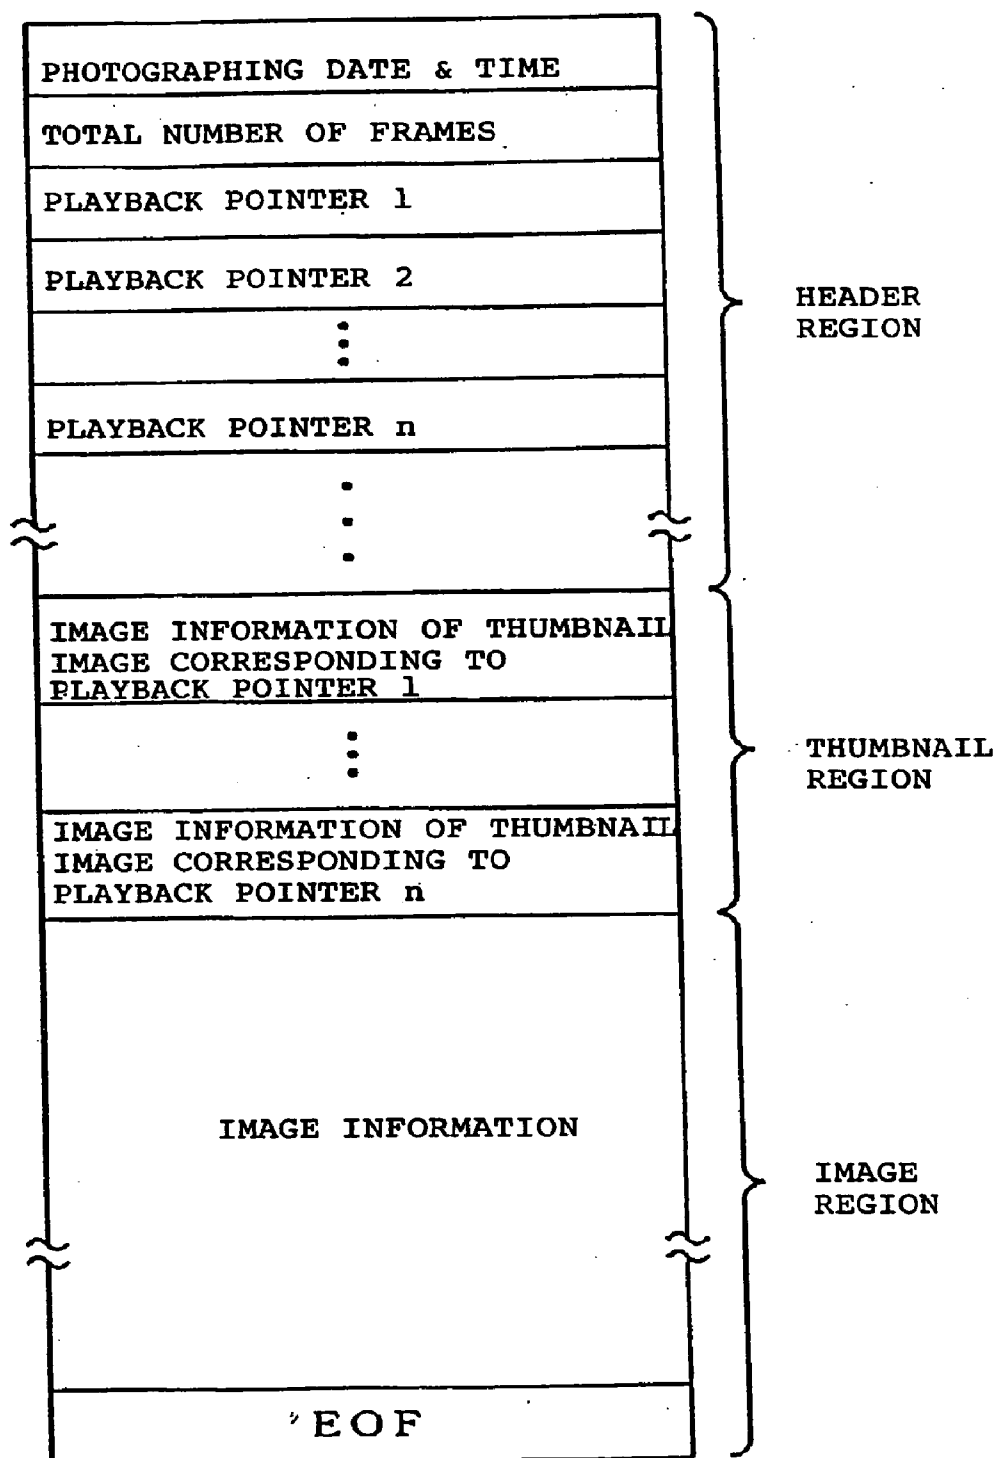 PHOTOGRAPHING DATE & TIME
TOTAL NUMBER OF FRAMES
PLAYBACK POINTER 1
PLAYBACK POINTER 2
PLAYBACK POINTER n
HEADER
REGION
IMAGE INFORMATION OF THUMBNAIL
IMAGE CORRESPONDING TO
PLAYBACK POINTER 1
IMAGE INFORMATION OF THUMBNAIL
IMAGE CORRESPONDING TO
PLAYBACK POINTER n
THUMBNAIL
REGION
IMAGE INFORMATION
IMAGE
REGION
EOF